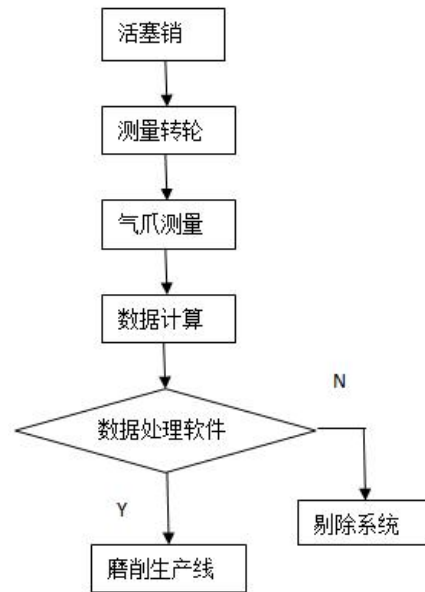 活塞销
测量转轮
气爪测量
数据计算
N
数据处理软件
Y
剔除系统
磨削生产线